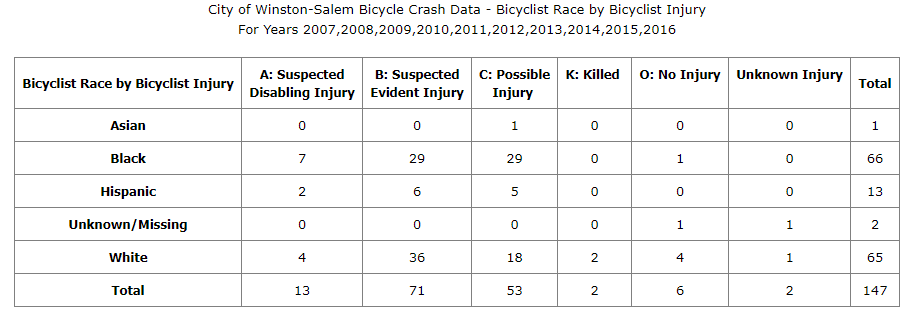 City of Winston-Salem Bicycle Crash Data - Bicyclist Race by Bicyclist Injury
For Years 2007,2008,2009,2010,2011,2012,2013,2014,2015,2016
Bicyclist Race by Bicyclist Injury A: Suspected Disabling Injury B: Suspected Evident Injury C: Possible Injury K: Killed O: No Injury Unknown Injury Total
Asian 0 0 1 0 0 0 1
Black 7 29 29 0 1 0 66
Hispanic 2 6 5 0 0 0 13
Unknown/Missing 0 0 0 0 1 1 2
White 4 36 18 2 4 1 65
Total 13 71 53 2 6 2 147